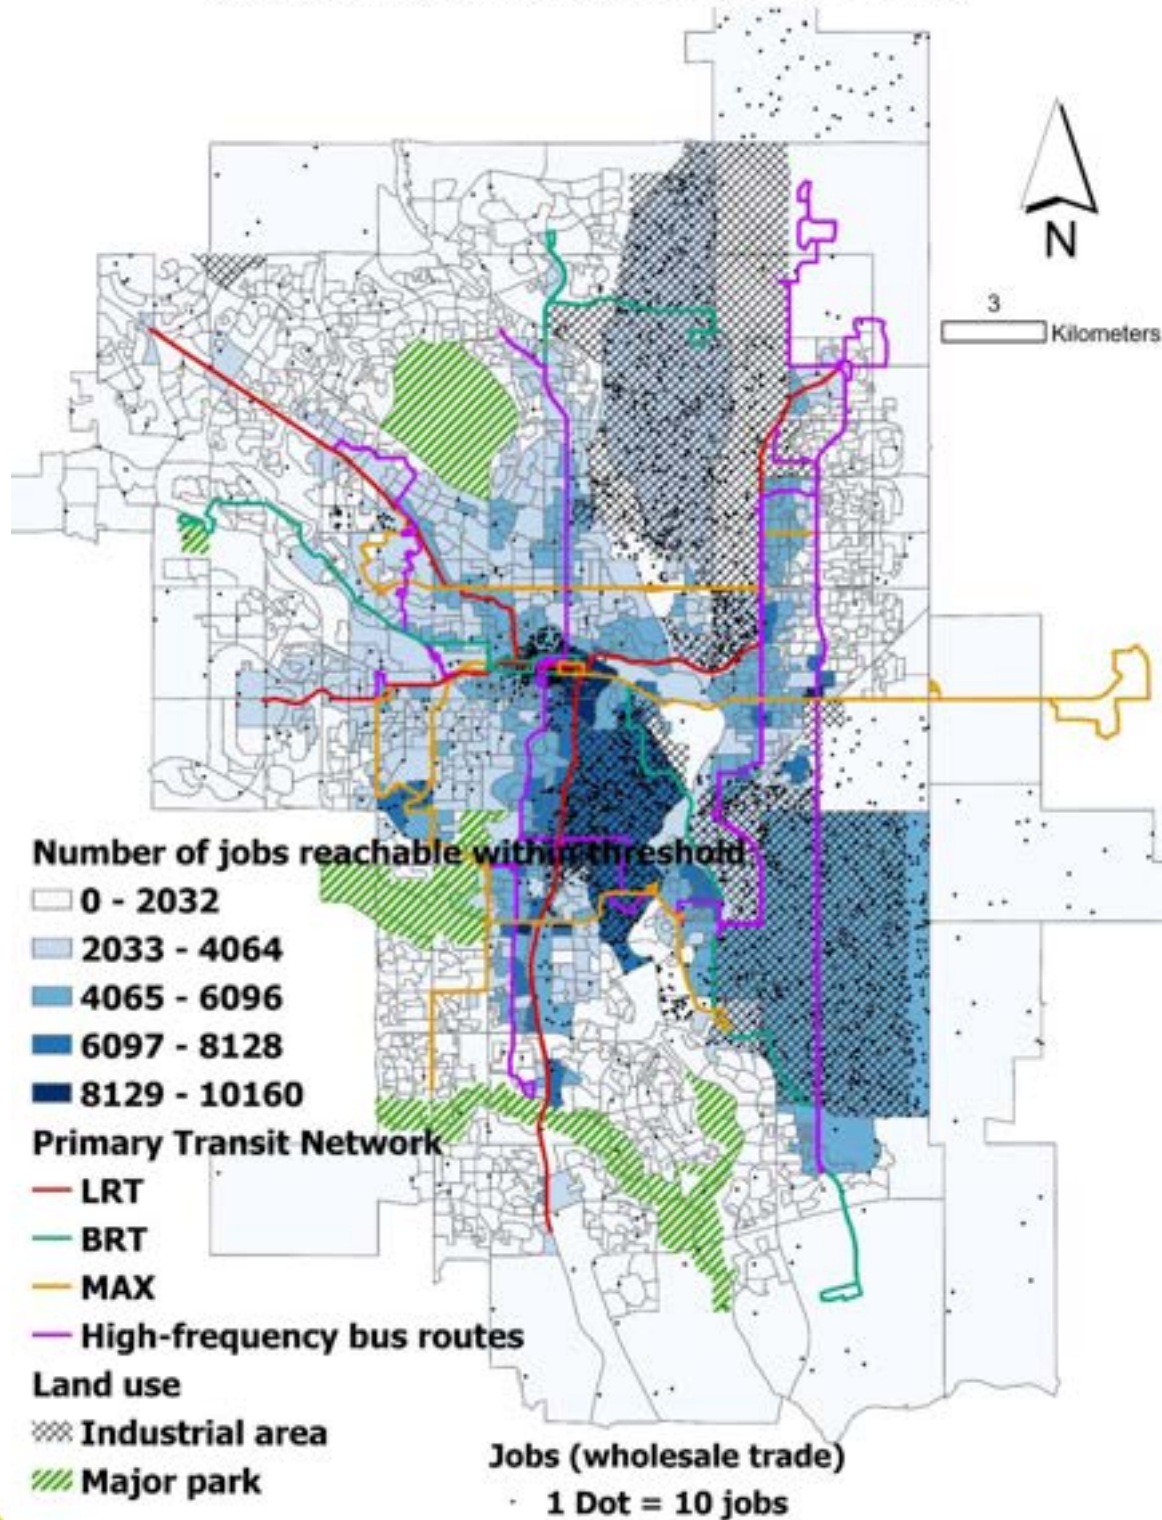 N
3
Kilometers
Number of jobs reachable within threshold
0 - 2032
2033 - 4064
4065 - 6096
6097 - 8128
8129 - 10160
Primary Transit Network
LRT
BRT
MAX
High-frequency bus routes
Land use
Industrial area
Major park
Jobs (wholesale trade)
1 Dot = 10 jobs